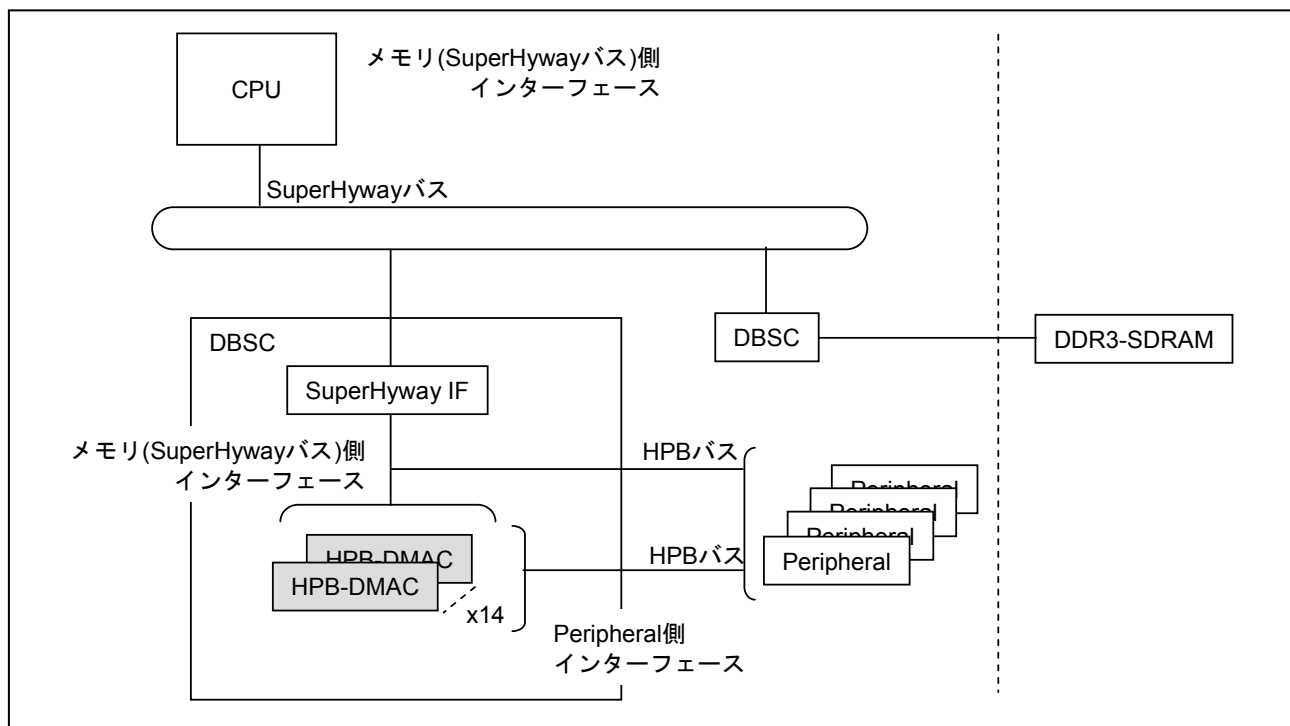 CPU
メモリ(SuperHywayバス)側
インターフェース
SuperHywayバス
DBSC
DBSC
DDR3-SDRAM
SuperHyway IF
メモリ(SuperHywayバス)側
インターフェース
HPBバス
Peripheral
Peripheral
Peripheral
Peripheral
HPB-DMAC
HPB-DMAC
HPBバス
x14
Peripheral側
インターフェース